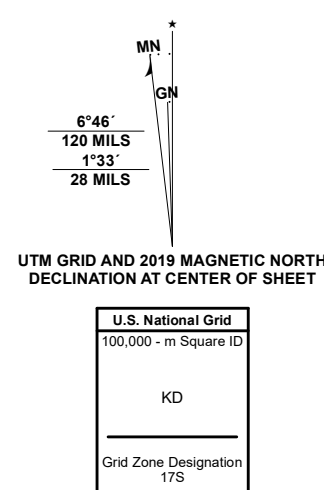 MN
GN
6°46´
120 MILS
1°33´
28 MILS
UTM GRID AND 2019 MAGNETIC NORTH
DECLINATION AT CENTER OF SHEET
U.S. National Grid
100,000 - m Square ID
KD
Grid Zone Designation
17S